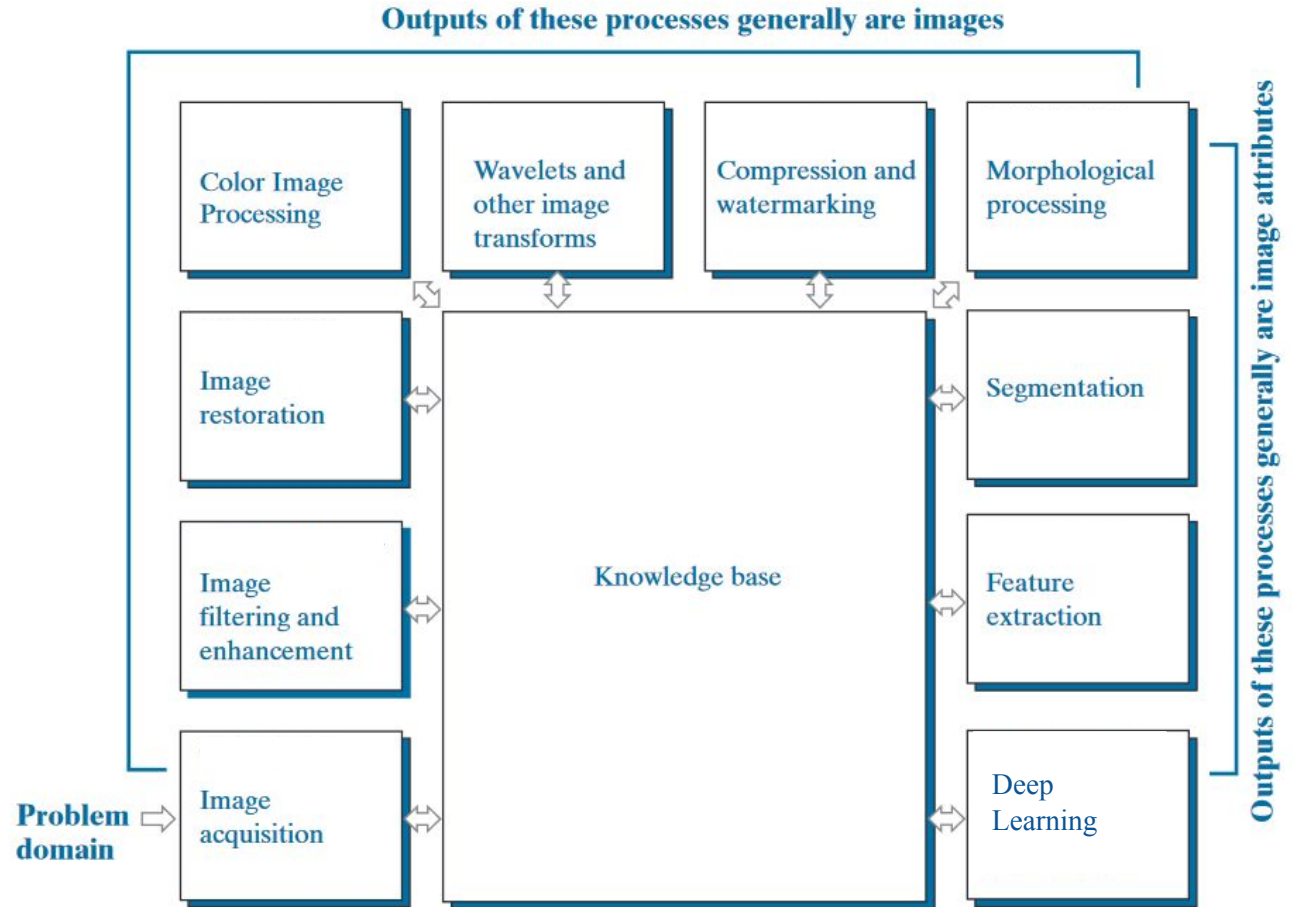 Outputs of these processes generally are images
Color Image
Processing
Wavelets and
other image
transforms
Compression and
watermarking
Morphological
processing
Image
restoration
Segmentation
Image
filtering and
enhancement
Knowledge base
Feature
extraction
Problem
domain
Image
acquisition
Deep
Learning
Outputs of these processes generally are image attributes